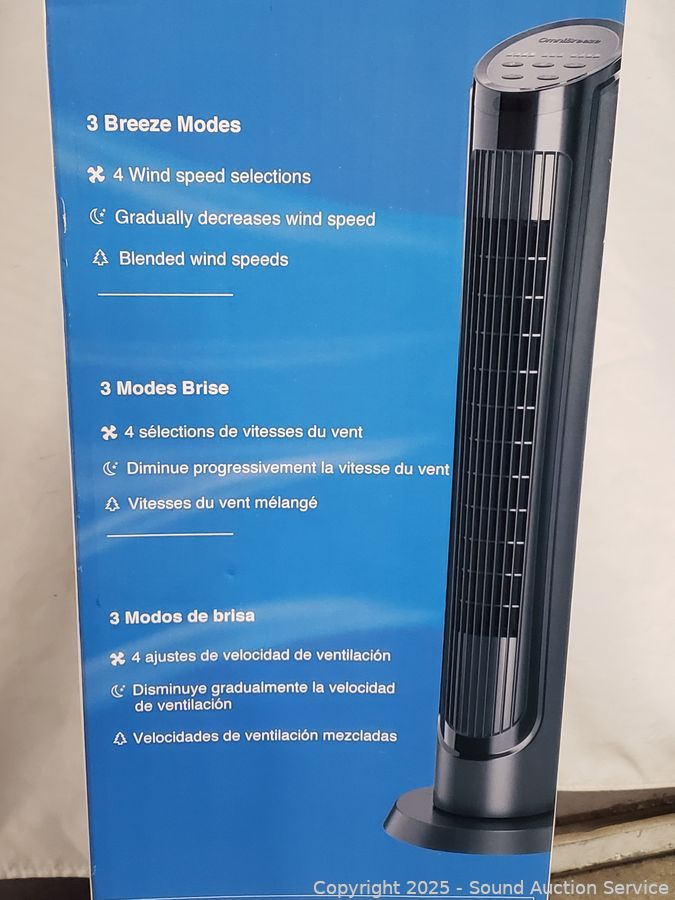 OmniBreeze
3 Breeze Modes
4 Wind speed selections
Gradually decreases wind speed
Blended wind speeds
3 Modes Brise
4 sélections de vitesses du vent
Diminue progressivement la vitesse du vent
Vitesses du vent mélangé
3 Modos de brisa
4 ajustes de velocidad de ventilación
Disminuye gradualmente la velocidad
de ventilación
Velocidades de ventilación mezcladas
Copyright 2025 - Sound Auction Service